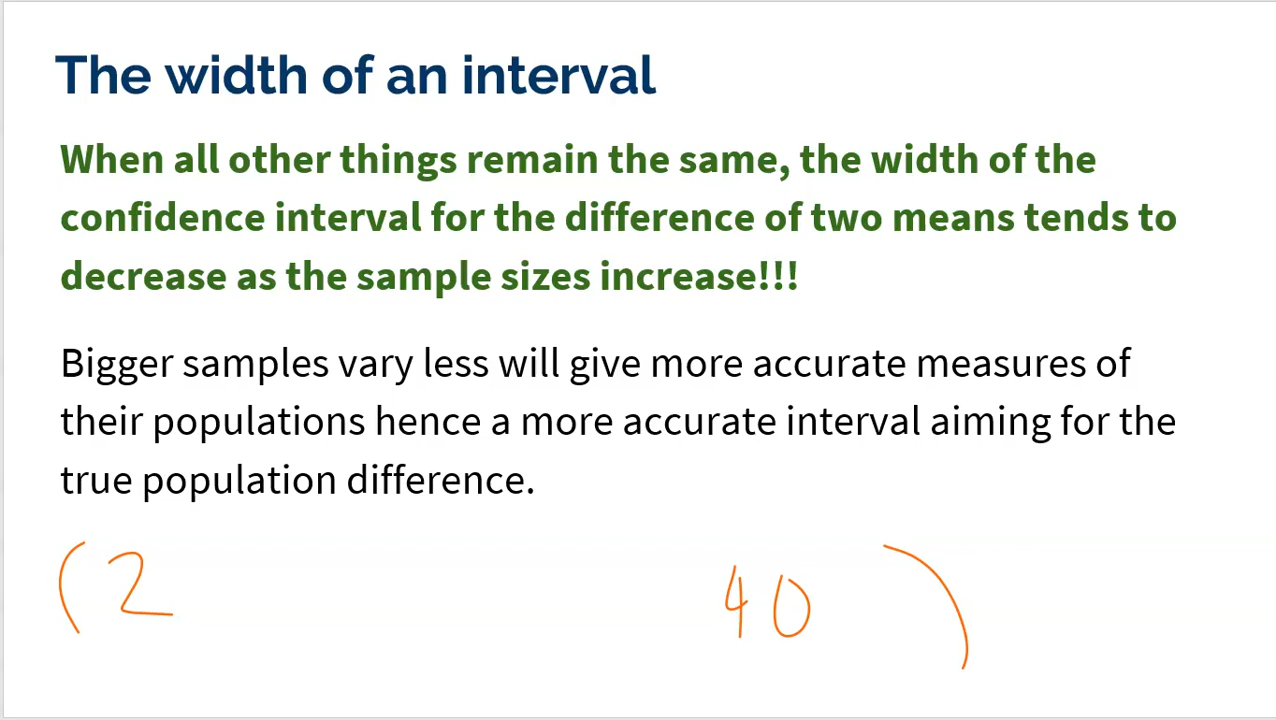 The width of an interval
When all other things remain the same, the width of the
confidence interval for the difference of two means tends to
decrease as the sample sizes increase!!!
Bigger samples vary less will give more accurate measures of
their populations hence a more accurate interval aiming for the
true population difference.
(2 40)